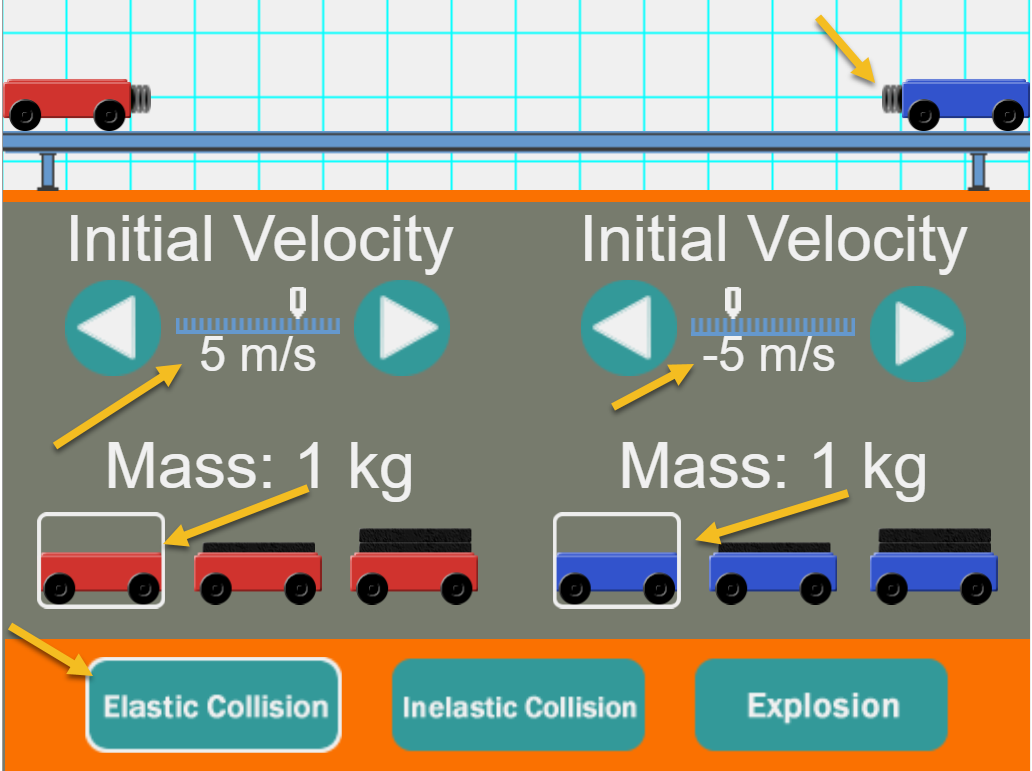 Initial Velocity
Initial Velocity
5 m/s
-5 m/s
Mass: 1 kg
Mass: 1 kg
Elastic Collision
Inelastic Collision
Explosion